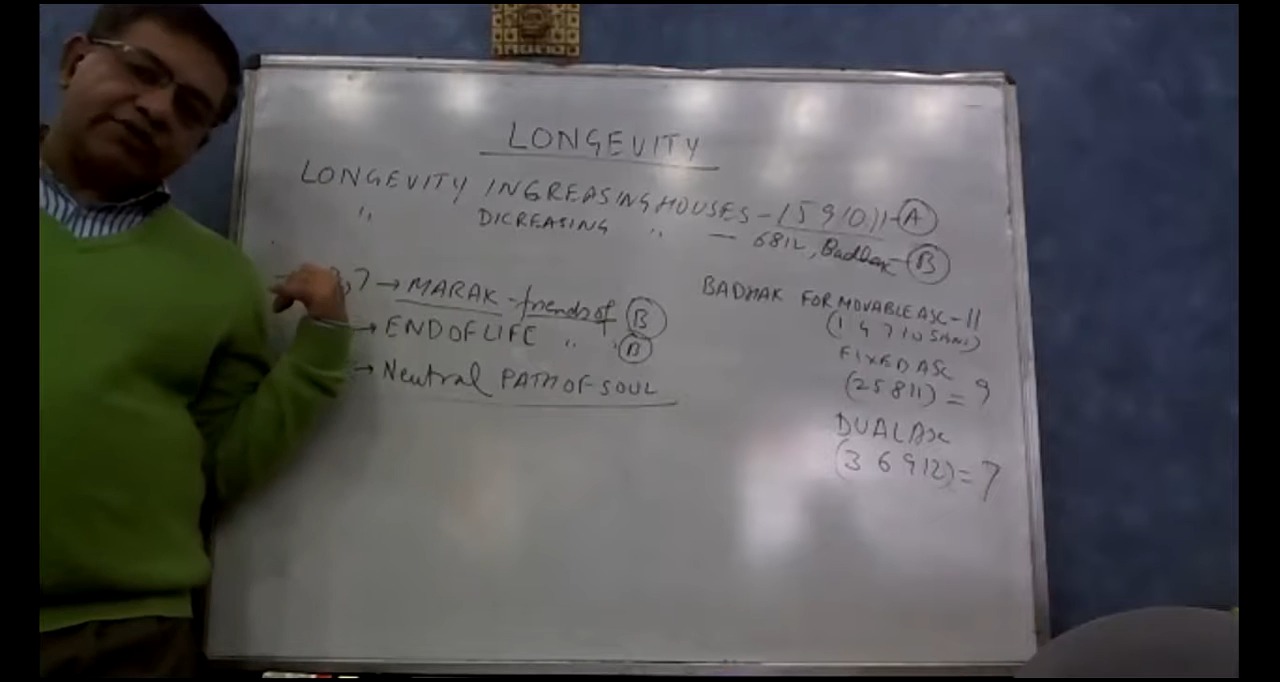 LONGEVITY
LONGEVITY INGREASING HOUSES - 1 5 9 10 11 - A
" DICREASING " - 6 8 12, Badhak - B
, 7 → MARAK - friends of B
→ END OF LIFE " " B
→ Neutral PATH OF SOUL
BADHAK FOR MOVABLE ASC - 11
(1 4 7 10
FIXED ASC
(2 5 8 11) = 9
DUAL ASC
(3 6 9 12) = 7